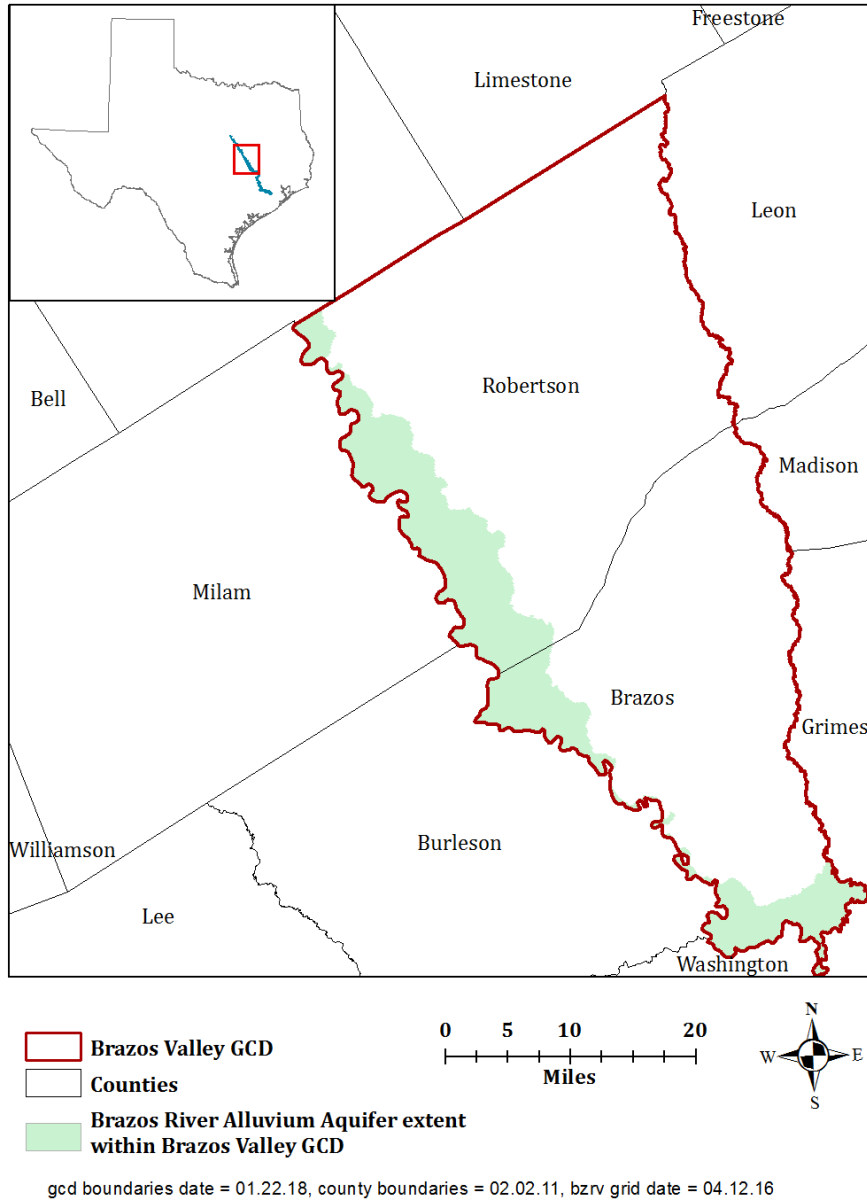 Freestone
Limestone
Leon
Robertson
Bell
Madison
Milam
Brazos
Grimes
Burleson
Williamson
Lee
Washington
Brazos Valley GCD
Counties
Brazos River Alluvium Aquifer extent
within Brazos Valley GCD
0 5 10 20
Miles
N
W E
S
gcd boundaries date = 01.22.18, county boundaries = 02.02.11, bzrv grid date = 04.12.16